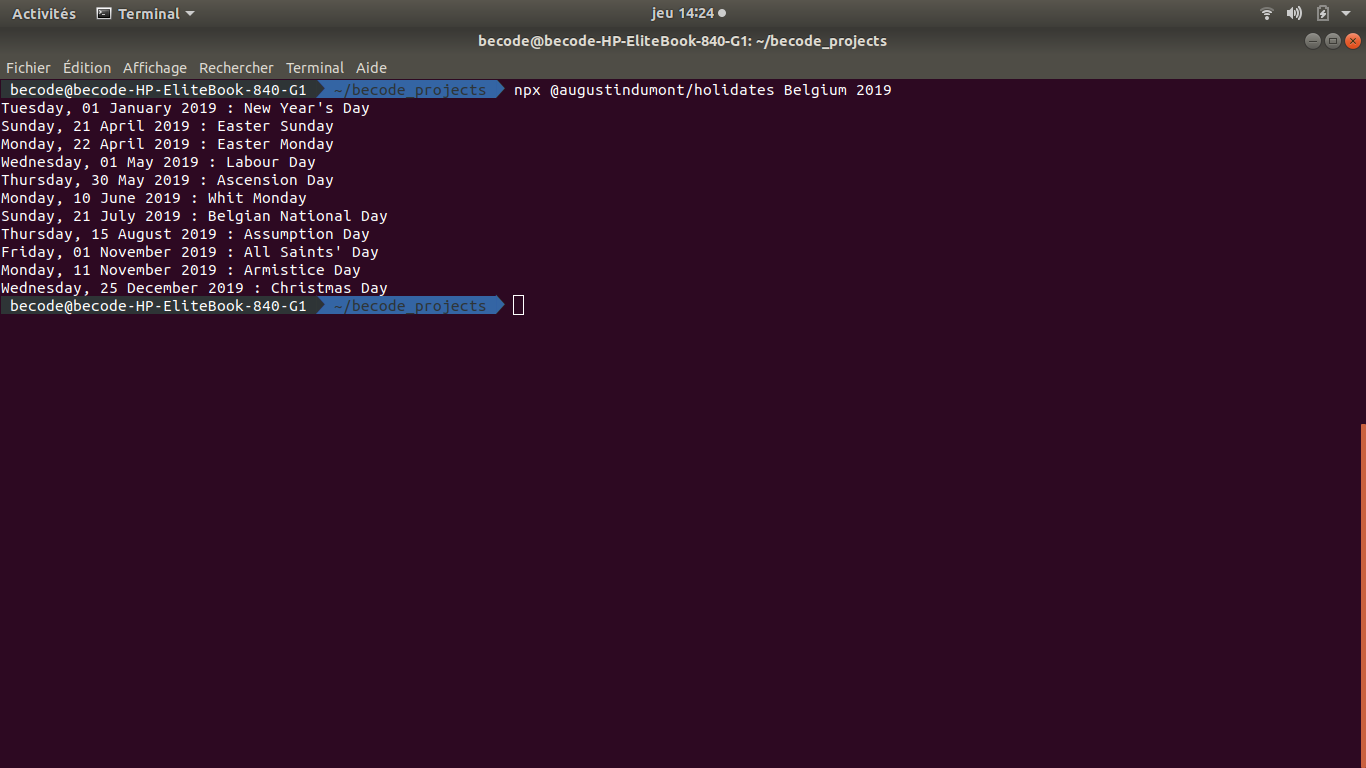 Activités Terminal jeu 14:24
becode@becode-HP-EliteBook-840-G1: ~/becode_projects
Fichier Édition Affichage Rechercher Terminal Aide
becode@becode-HP-EliteBook-840-G1 ~/becode_projects npx @augustindumont/holidates Belgium 2019
Tuesday, 01 January 2019 : New Year's Day
Sunday, 21 April 2019 : Easter Sunday
Monday, 22 April 2019 : Easter Monday
Wednesday, 01 May 2019 : Labour Day
Thursday, 30 May 2019 : Ascension Day
Monday, 10 June 2019 : Whit Monday
Sunday, 21 July 2019 : Belgian National Day
Thursday, 15 August 2019 : Assumption Day
Friday, 01 November 2019 : All Saints' Day
Monday, 11 November 2019 : Armistice Day
Wednesday, 25 December 2019 : Christmas Day
becode@becode-HP-EliteBook-840-G1 ~/becode_projects